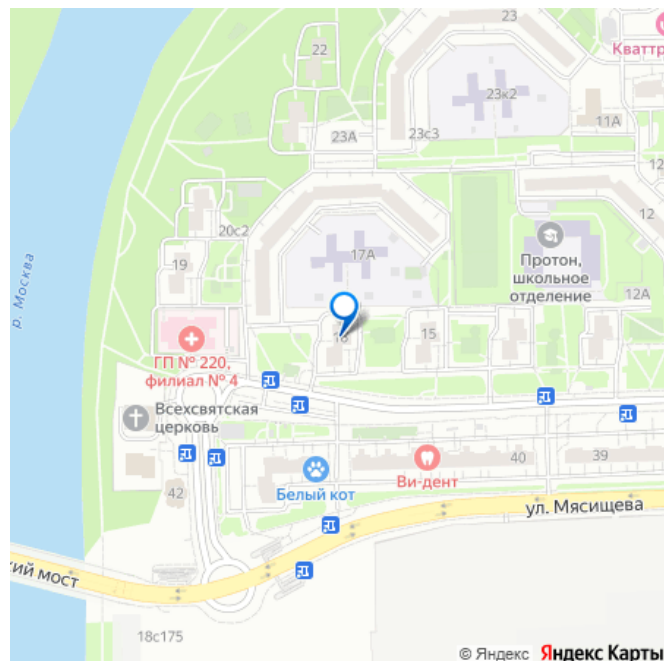 23
22
Кваттр
23к2
11А
23А
23с3
12
12
20с2
р. Москва
17А
19
Протон,
школьное
отделение
12А
16
15
ГП № 220,
филиал № 4
Всехсвятская
церковь
40
39
Ви-дент
Белый кот
42
ул. Мясищева
кий мост
18с175
© Яндекс Яндекс Карты